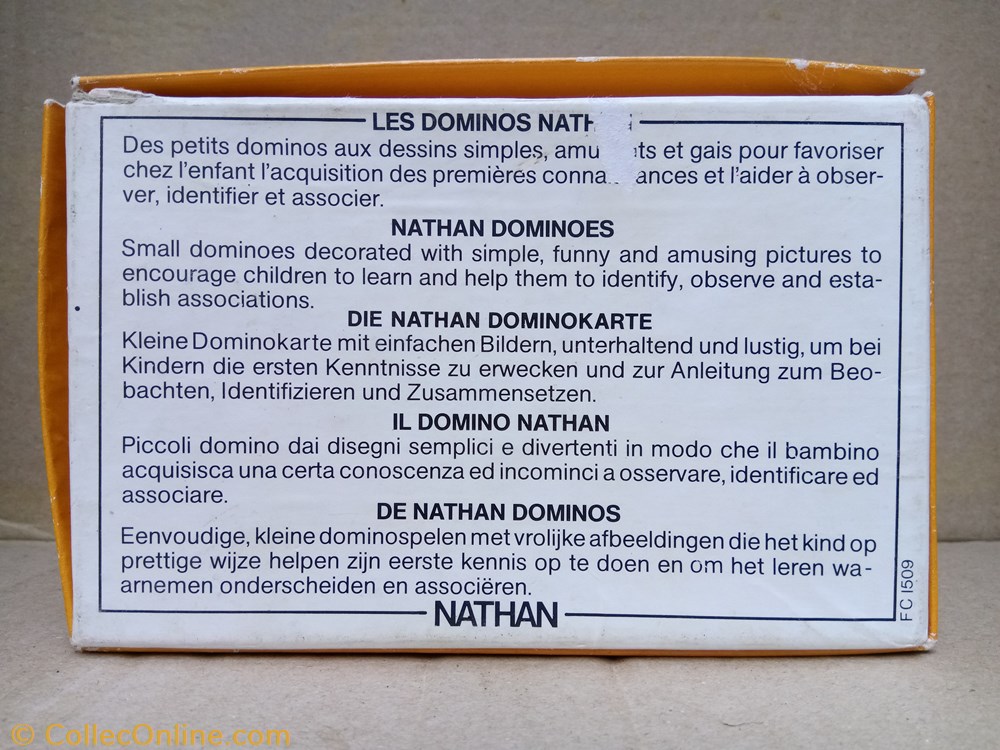 LES DOMINOS
Des petits dominos aux dessins simples, et gais pour favoriser
chez l'enfant l'acquisition des premières et l'aider à obser-
ver, identifier et associer.
NATHAN DOMINOES
Small dominoes decorated with simple, funny and amusing pictures to
encourage children to learn and help them to identify, observe and esta-
blish associations.
DIE NATHAN DOMINOKARTE
Kleine Dominokarte mit einfachen Bildern, unterhaltend und lustig, um bei
Kindern die ersten Kenntnisse zu erwecken und zur Anleitung zum Beo-
bachten, Identifizieren und Zusammensetzen.
IL DOMINO NATHAN
Piccoli domino dai disegni semplici e divertenti in modo che il bambino
acquisisca una certa conoscenza ed incominci a osservare, identificare ed
associare.
DE NATHAN DOMINOS
Eenvoudige, kleine dominospelen met vrolijke afbeeldingen die het kind op
prettige wijze helpen zijn eerste kennis op te doen en om het leren wa-
arnemen onderscheiden en associëren.
NATHAN
FC 1509
© CollecOnline.com